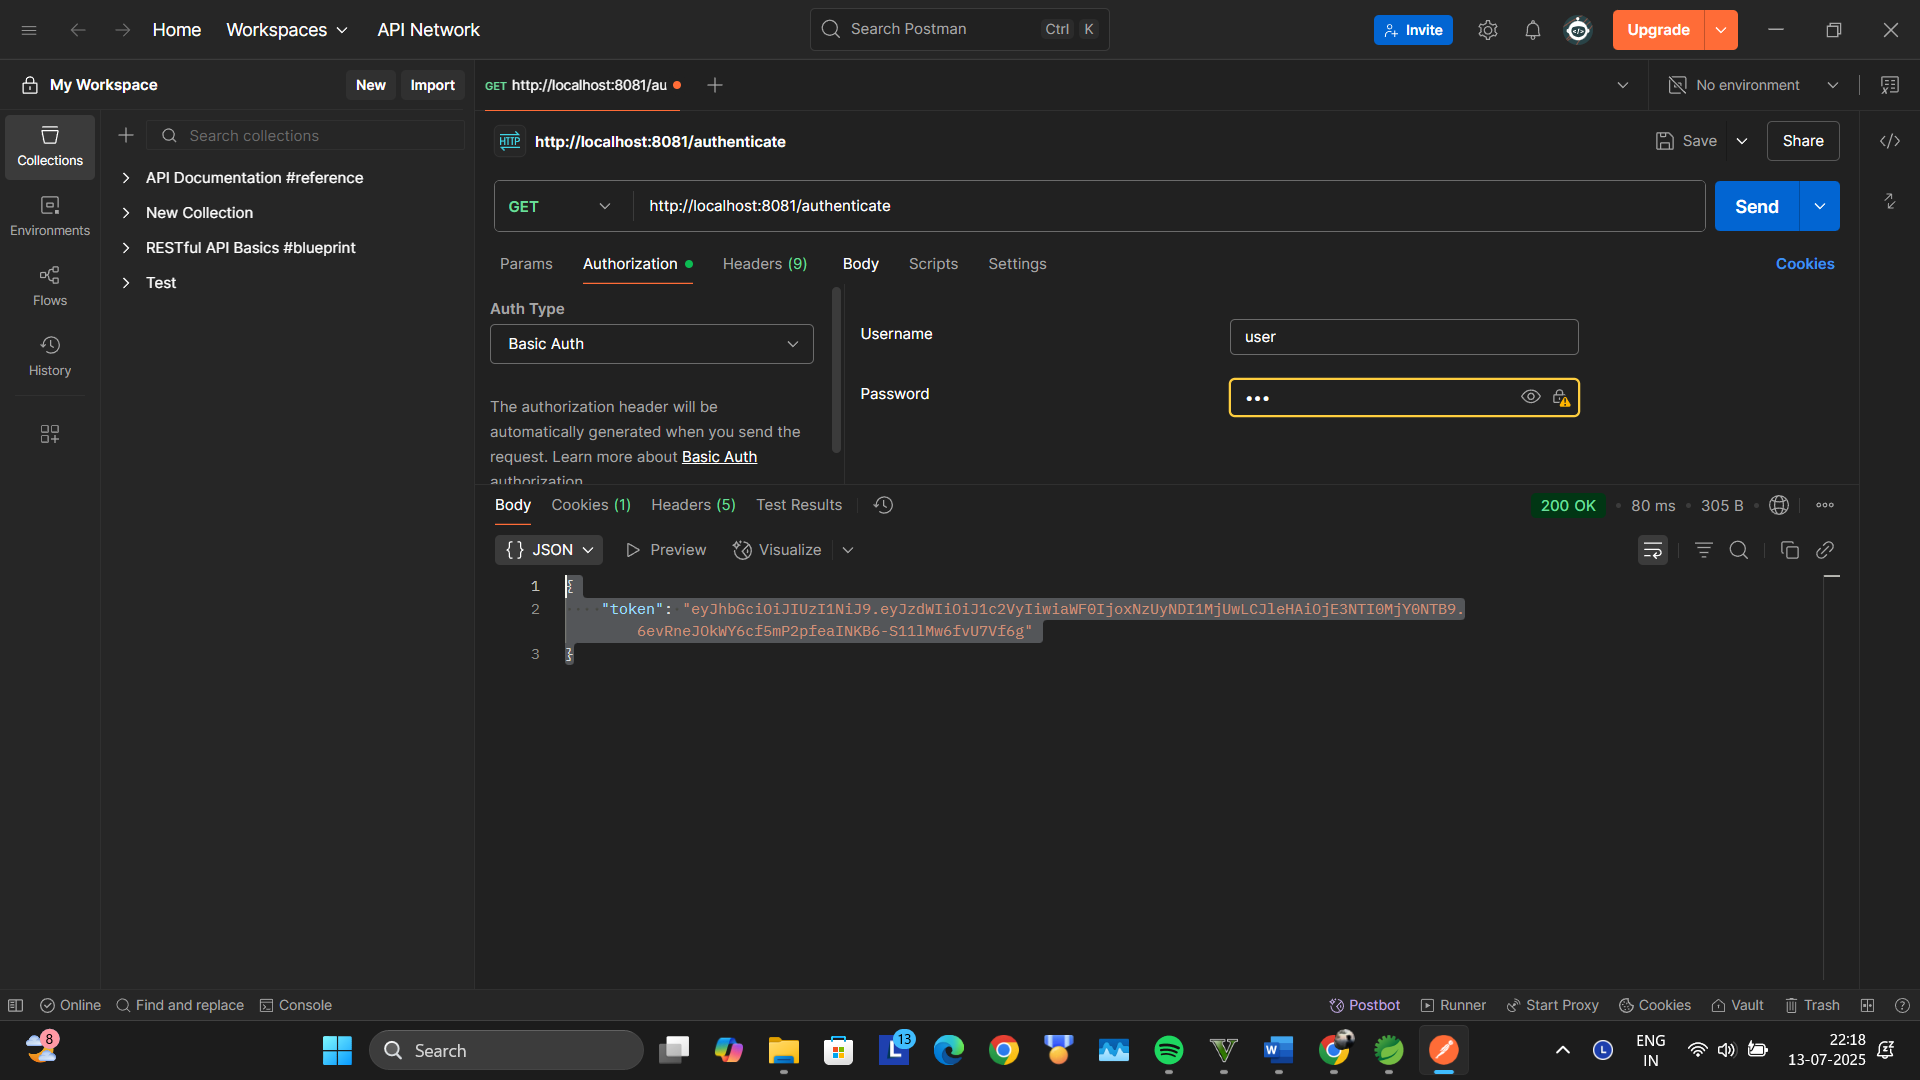 Home
Workspaces
API Network
Search Postman
Ctrl
K
Invite
Upgrade
My Workspace
New
Import
GET http://localhost:8081/au
No environment
Collections
Environments
Flows
History
Search collections
API Documentation #reference
New Collection
RESTful API Basics #blueprint
Test
HTTP
http://localhost:8081/authenticate
Save
Share
GET
http://localhost:8081/authenticate
Send
Params
Authorization
Headers (9)
Body
Scripts
Settings
Cookies
Auth Type
Basic Auth
The authorization header will be
automatically generated when you send the
request. Learn more about Basic Auth
authorization
Username
user
Password
•••
Body
Cookies (1)
Headers (5)
Test Results
200 OK
80 ms
305 B
{} JSON
Preview
Visualize
1 {
2 "token": "eyJhbGciOiJIUzI1NiJ9.eyJzdWIiOiJ1c2VyIiwiaWF0IjoxNzUyNDI1MjUwLCJleHAiOjE3NTI0MjY0NTB9.
6evRneJOkWY6cf5mP2pfeaINKB6-S11lMw6fvU7Vf6g"
3 }
Online
Find and replace
Console
Postbot
Runner
Start Proxy
Cookies
Vault
Trash
8
Search
13
ENG
IN
22:18
13-07-2025